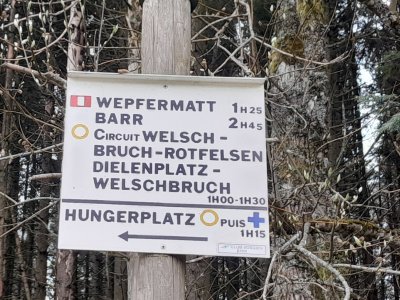 WEPFERMATT 1H25
BARR 2H45
CIRCUIT WELSCH-
BRUCH-ROTFELSEN
DIELENPLATZ-
WELSCHBRUCH
1H00-1H30
HUNGERPLATZ PUIS
1H15